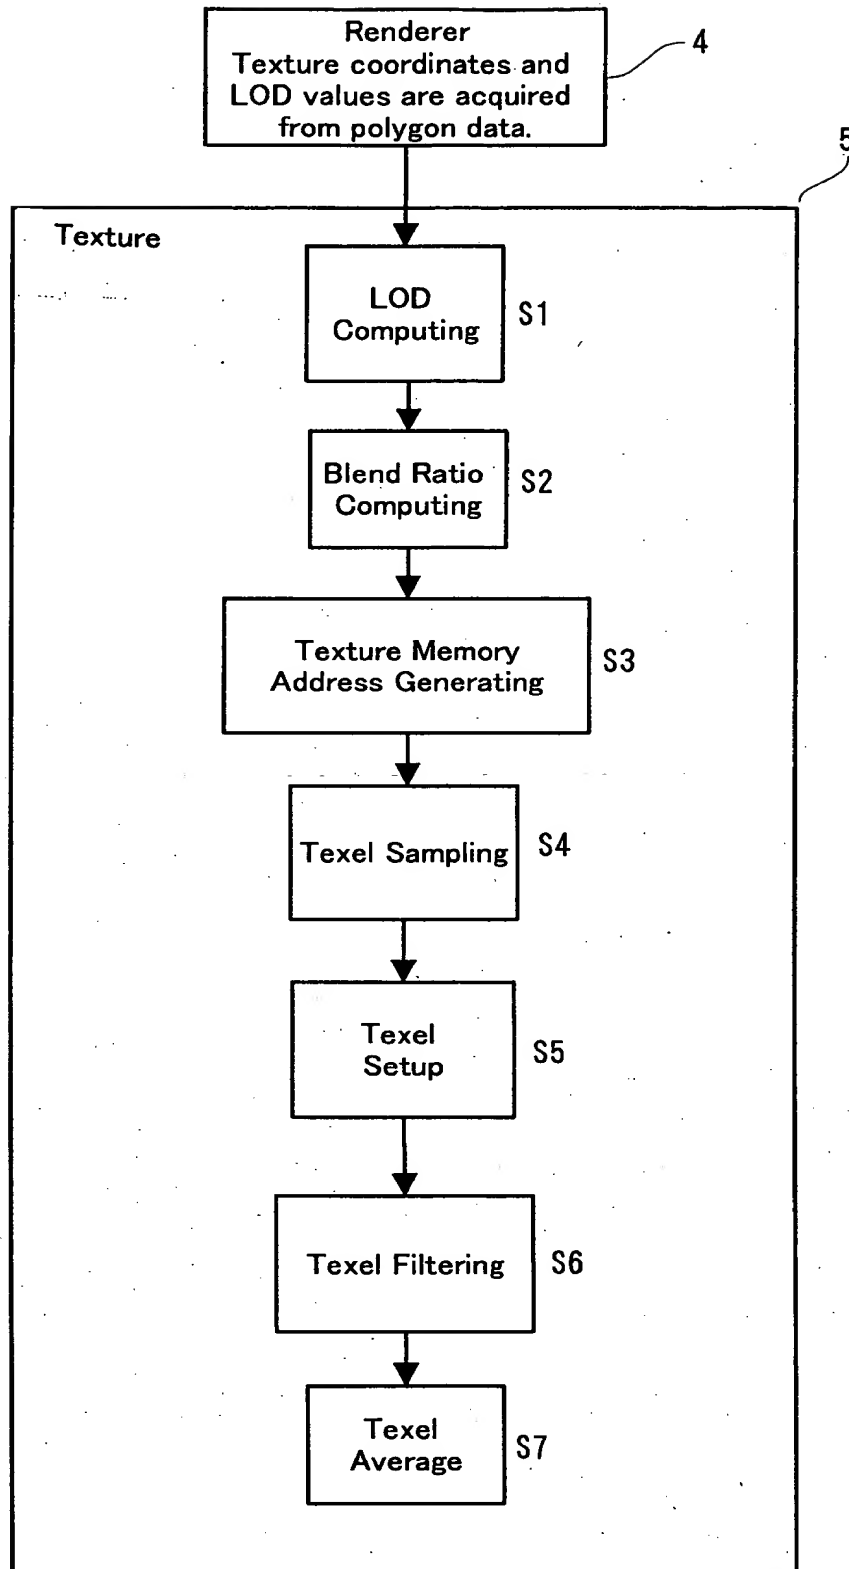 Renderer
Texture coordinates and
LOD values are acquired
from polygon data.
4
5
Texture
LOD
Computing
S1
Blend Ratio
Computing
S2
Texture Memory
Address Generating
S3
Texel Sampling
S4
Texel
Setup
S5
Texel Filtering
S6
Texel
Average
S7